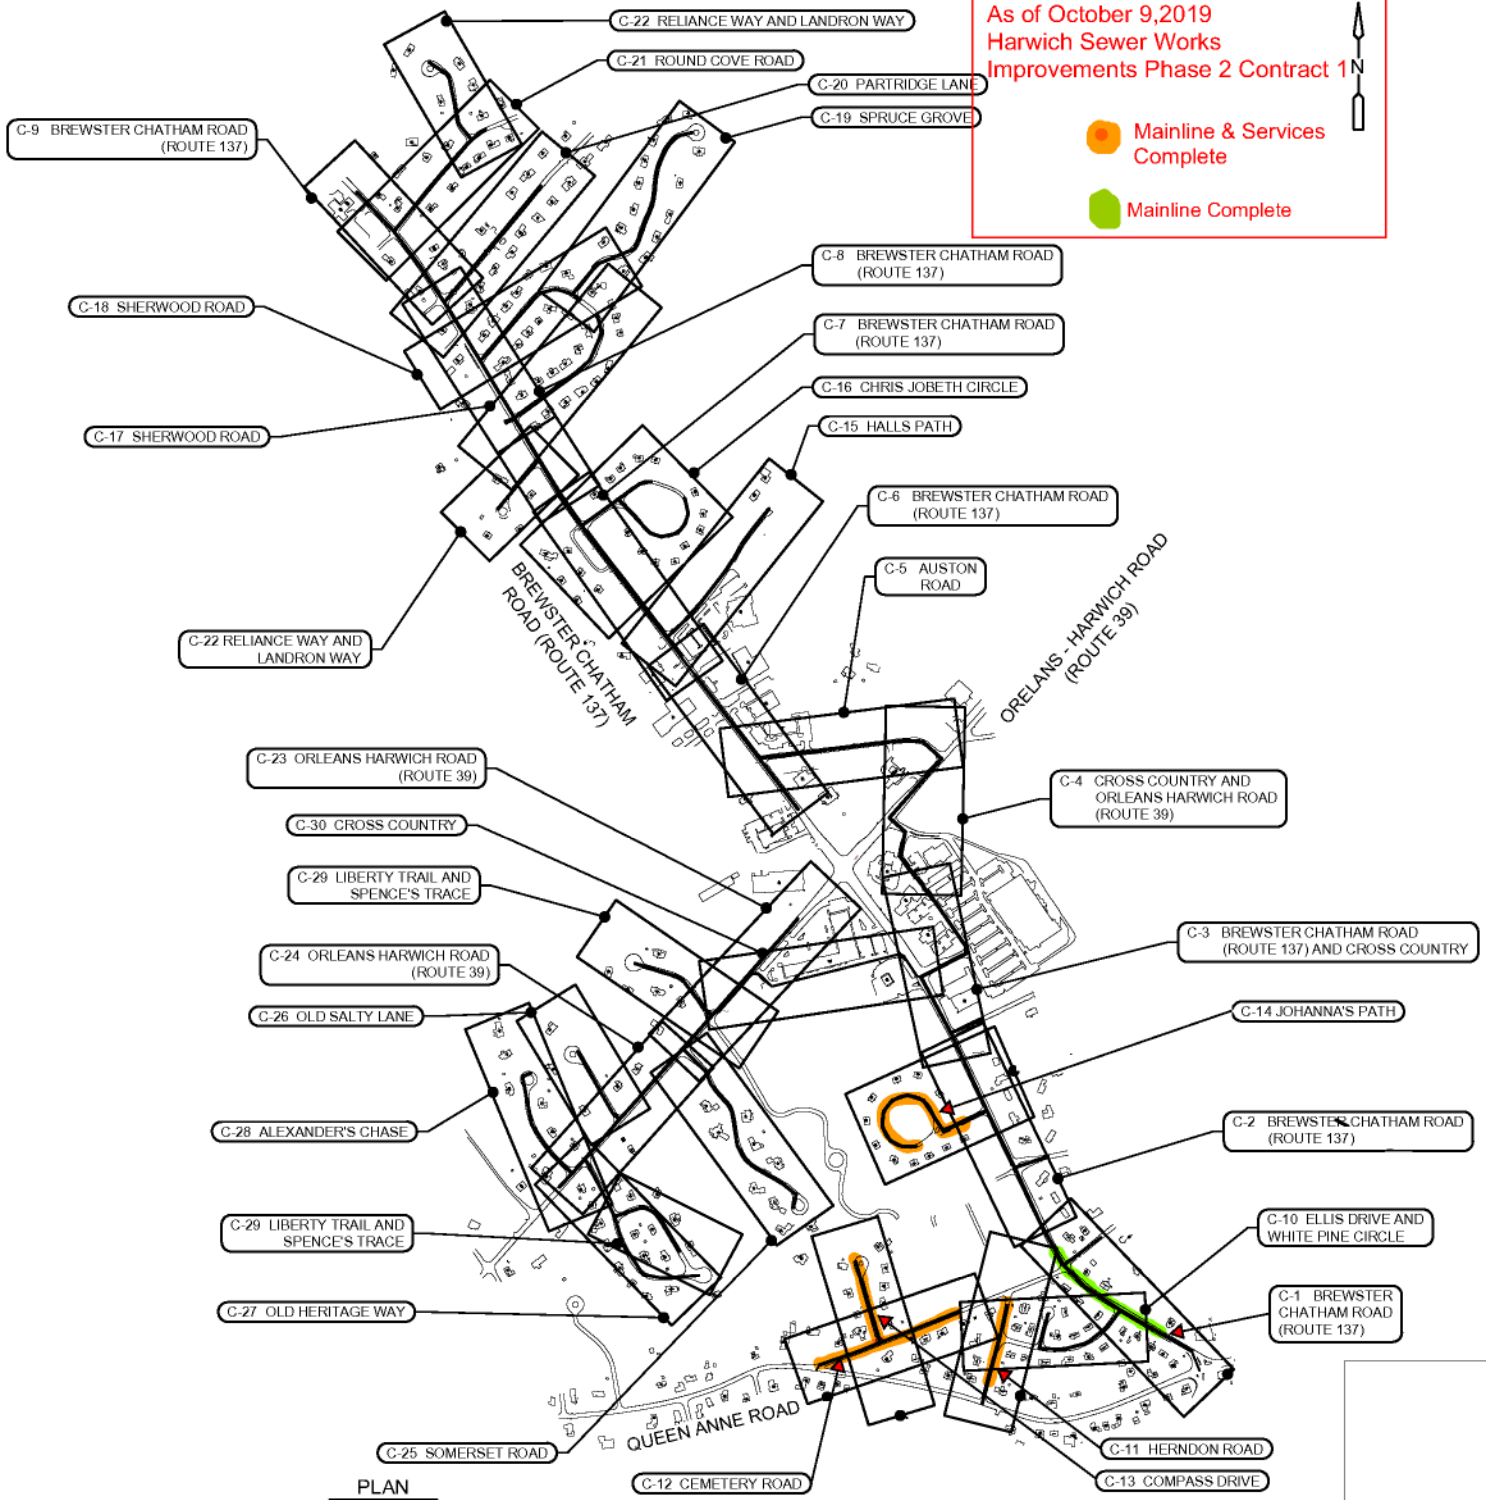 As of October 9,2019
Harwich Sewer Works
Improvements Phase 2 Contract 1
N
Mainline & Services
Complete
Mainline Complete
C-22 RELIANCE WAY AND LANDRON WAY
C-21 ROUND COVE ROAD
C-20 PARTRIDGE LANE
C-19 SPRUCE GROVE
C-9 BREWSTER CHATHAM ROAD
(ROUTE 137)
C-8 BREWSTER CHATHAM ROAD
(ROUTE 137)
C-18 SHERWOOD ROAD
C-7 BREWSTER CHATHAM ROAD
(ROUTE 137)
C-16 CHRIS JOBETH CIRCLE
C-17 SHERWOOD ROAD
C-15 HALLS PATH
C-6 BREWSTER CHATHAM ROAD
(ROUTE 137)
C-5 AUSTON
ROAD
BREWSTER CHATHAM
ROAD (ROUTE 137)
ORELANS - HARWICH ROAD
(ROUTE 39)
C-22 RELIANCE WAY AND
LANDRON WAY
C-23 ORLEANS HARWICH ROAD
(ROUTE 39)
C-4 CROSS COUNTRY AND
ORLEANS HARWICH ROAD
(ROUTE 39)
C-30 CROSS COUNTRY
C-29 LIBERTY TRAIL AND
SPENCE'S TRACE
C-3 BREWSTER CHATHAM ROAD
(ROUTE 137) AND CROSS COUNTRY
C-24 ORLEANS HARWICH ROAD
(ROUTE 39)
C-26 OLD SALTY LANE
C-14 JOHANNA'S PATH
C-28 ALEXANDER'S CHASE
C-2 BREWSTER CHATHAM ROAD
(ROUTE 137)
C-29 LIBERTY TRAIL AND
SPENCE'S TRACE
C-10 ELLIS DRIVE AND
WHITE PINE CIRCLE
C-27 OLD HERITAGE WAY
C-1 BREWSTER
CHATHAM ROAD
(ROUTE 137)
QUEEN ANNE ROAD
C-25 SOMERSET ROAD
C-11 HERNDON ROAD
C-12 CEMETERY ROAD
C-13 COMPASS DRIVE
PLAN